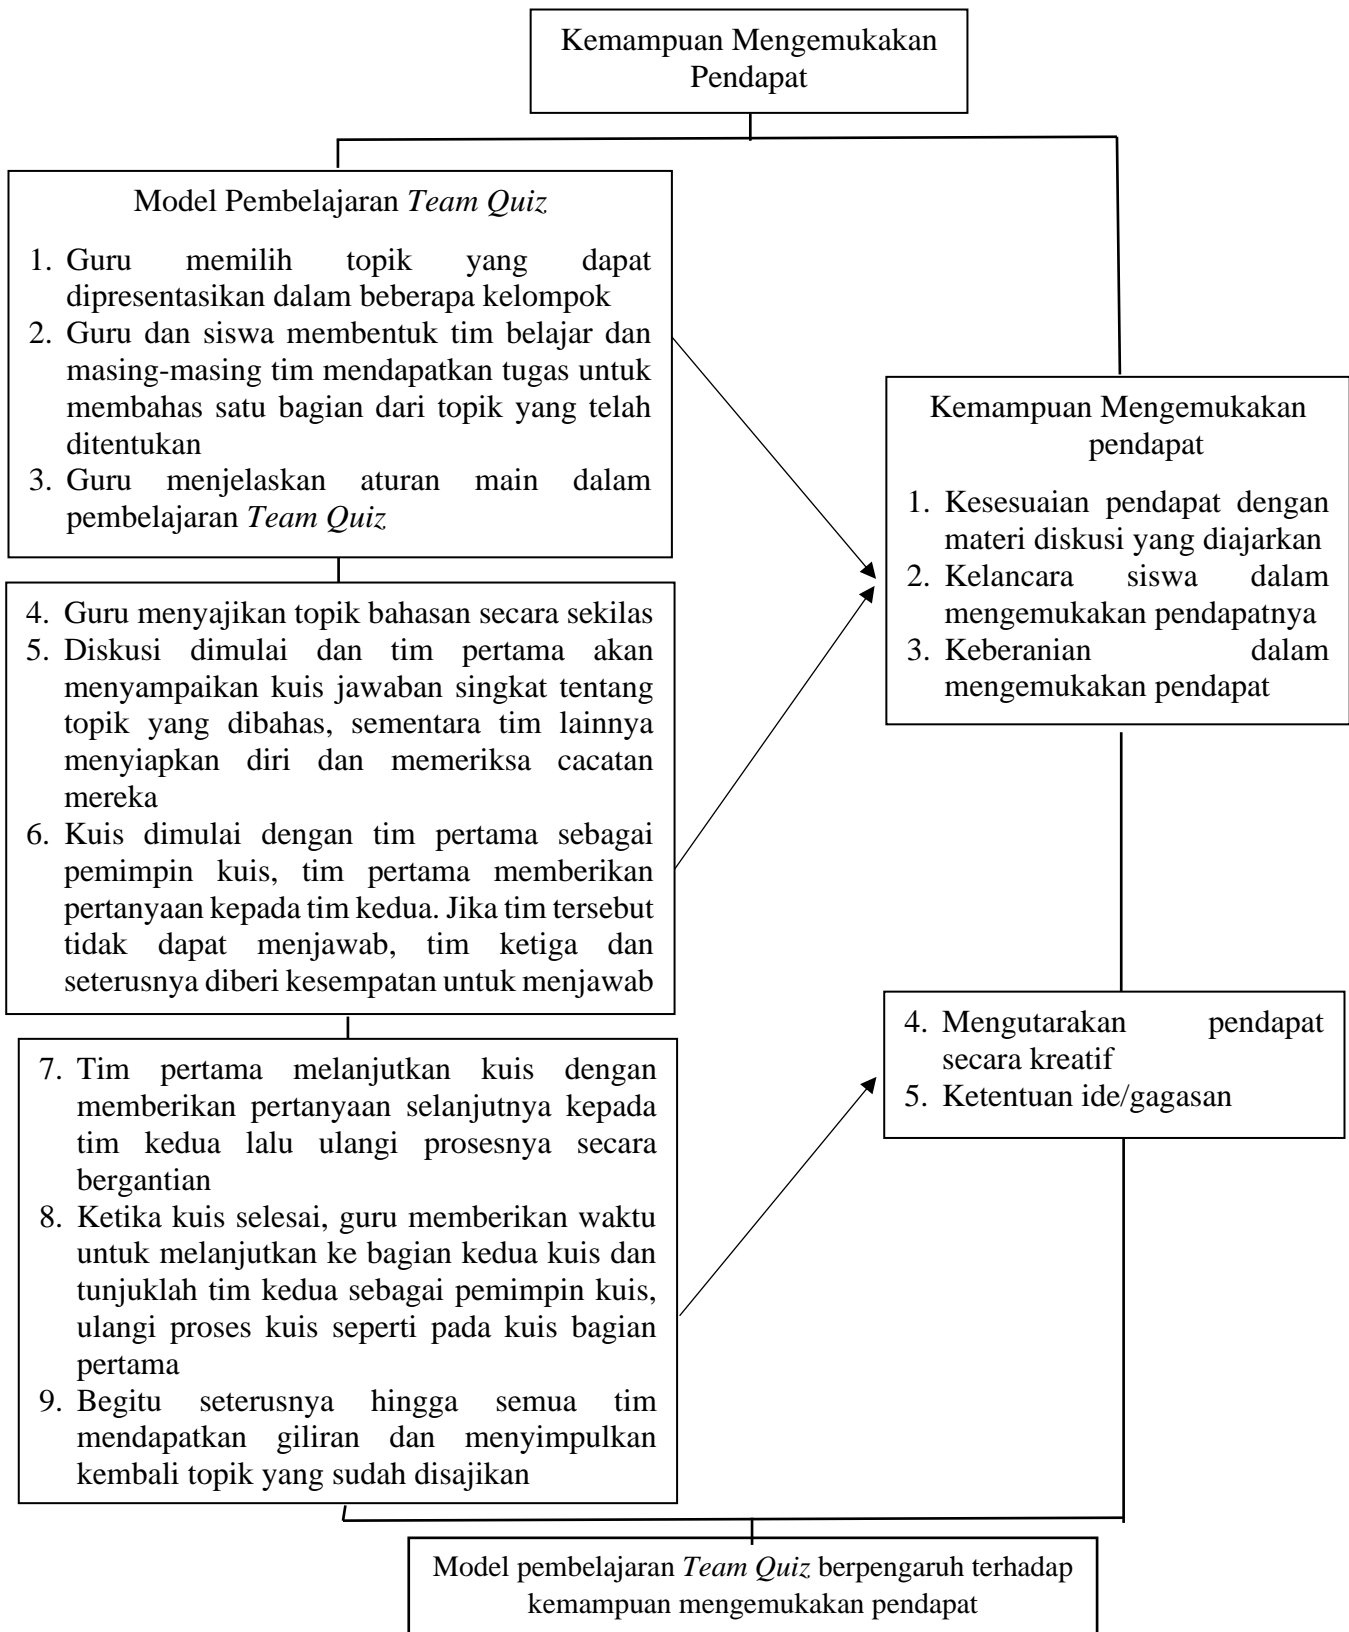 Kemampuan Mengemukakan
Pendapat
Model Pembelajaran Team Quiz
1. Guru memilih topik yang dapat
dipresentasikan dalam beberapa kelompok
2. Guru dan siswa membentuk tim belajar dan
masing-masing tim mendapatkan tugas untuk
membahas satu bagian dari topik yang telah
ditentukan
3. Guru menjelaskan aturan main dalam
pembelajaran Team Quiz
4. Guru menyajikan topik bahasan secara sekilas
5. Diskusi dimulai dan tim pertama akan
menyampaikan kuis jawaban singkat tentang
topik yang dibahas, sementara tim lainnya
menyiapkan diri dan memeriksa cacatan
mereka
6. Kuis dimulai dengan tim pertama sebagai
pemimpin kuis, tim pertama memberikan
pertanyaan kepada tim kedua. Jika tim tersebut
tidak dapat menjawab, tim ketiga dan
seterusnya diberi kesempatan untuk menjawab
7. Tim pertama melanjutkan kuis dengan
memberikan pertanyaan selanjutnya kepada
tim kedua lalu ulangi prosesnya secara
bergantian
8. Ketika kuis selesai, guru memberikan waktu
untuk melanjutkan ke bagian kedua kuis dan
tunjuklah tim kedua sebagai pemimpin kuis,
ulangi proses kuis seperti pada kuis bagian
pertama
9. Begitu seterusnya hingga semua tim
mendapatkan giliran dan menyimpulkan
kembali topik yang sudah disajikan
Kemampuan Mengemukakan
pendapat
1. Kesesuaian pendapat dengan
materi diskusi yang diajarkan
2. Kelancara siswa dalam
mengemukakan pendapatnya
3. Keberanian dalam
mengemukakan pendapat
4. Mengutarakan pendapat
secara kreatif
5. Ketentuan ide/gagasan
Model pembelajaran Team Quiz berpengaruh terhadap
kemampuan mengemukakan pendapat